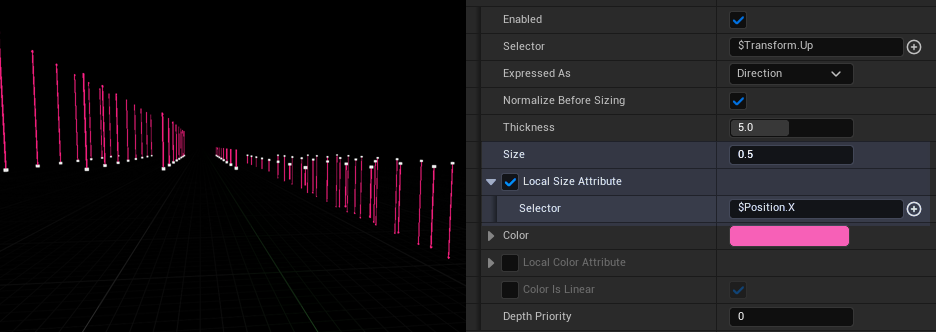 Enabled
Selector $Transform.Up
Expressed As Direction
Normalize Before Sizing
Thickness 5.0
Size 0.5
Local Size Attribute
Selector $Position.X
Color
Local Color Attribute
Color Is Linear
Depth Priority 0